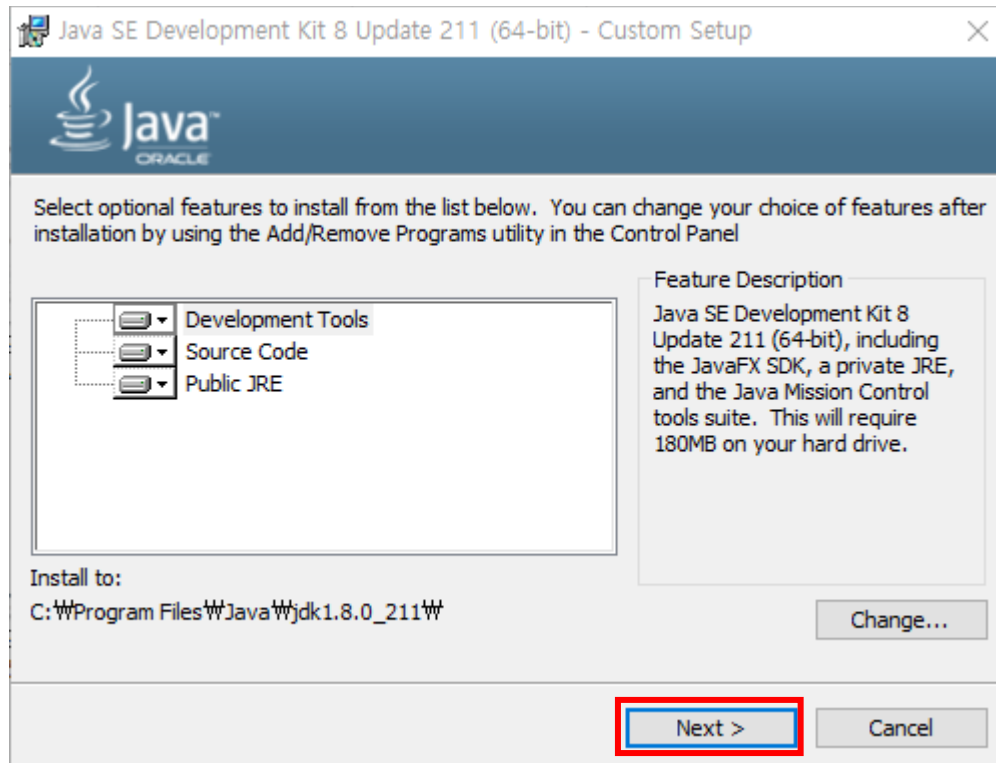 Java SE Development Kit 8 Update 211 (64-bit) - Custom Setup
Java™
ORACLE
Select optional features to install from the list below.  You can change your choice of features after
installation by using the Add/Remove Programs utility in the Control Panel
Development Tools
Source Code
Public JRE
Feature Description
Java SE Development Kit 8
Update 211 (64-bit), including
the JavaFX SDK, a private JRE,
and the Java Mission Control
tools suite.  This will require
180MB on your hard drive.
Install to:
C:₩Program Files₩Java₩jdk1.8.0_211₩
Change...
Next >
Cancel